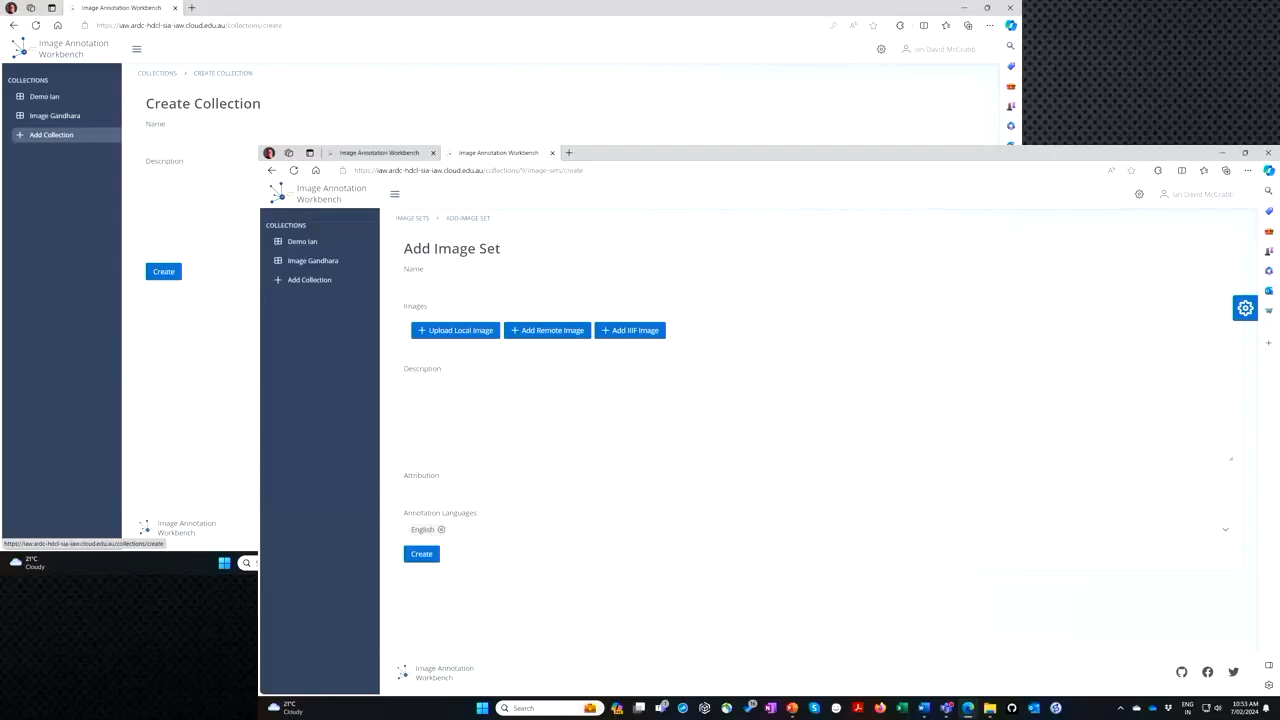 Image Annotation Workbench
https://iaw.ardc-hdcl-sia-iaw.cloud.edu.au/collections/create
Image Annotation
Workbench
Ian David McCrabb
COLLECTIONS
Demo Ian
Image Gandhara
Add Collection
COLLECTIONS › CREATE COLLECTION
Create Collection
Name
Description
Create
Image Annotation
Workbench
https://iaw.ardc-hdcl-sia-iaw.cloud.edu.au/collections/create
21°C
Cloudy
Image Annotation Workbench
Image Annotation Workbench
https://iaw.ardc-hdcl-sia-iaw.cloud.edu.au/collections/9/image-sets/create
Image Annotation
Workbench
Ian David McCrabb
COLLECTIONS
Demo Ian
Image Gandhara
Add Collection
IMAGE SETS › ADD IMAGE SET
Add Image Set
Name
Images
Upload Local Image
Add Remote Image
Add IIIF Image
Description
Attribution
Annotation Languages
English
Create
Image Annotation
Workbench
21°C
Cloudy
Search
ENG
IN
10:53 AM
7/02/2024